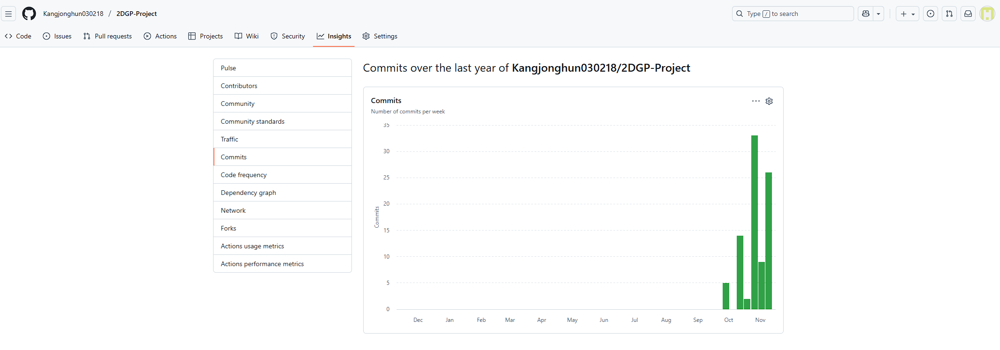 Kangjonghun030218 / 2DGP-Project
Type / to search
Code Issues Pull requests Actions Projects Wiki Security Insights Settings
Pulse
Contributors
Community
Community standards
Traffic
Commits
Code frequency
Dependency graph
Network
Forks
Actions usage metrics
Actions performance metrics
Commits over the last year of Kangjonghun030218/2DGP-Project
Commits
Number of commits per week
35
30
25
20
15
10
5
0
Commits
Dec Jan Feb Mar Apr May Jun Jul Aug Sep Oct Nov